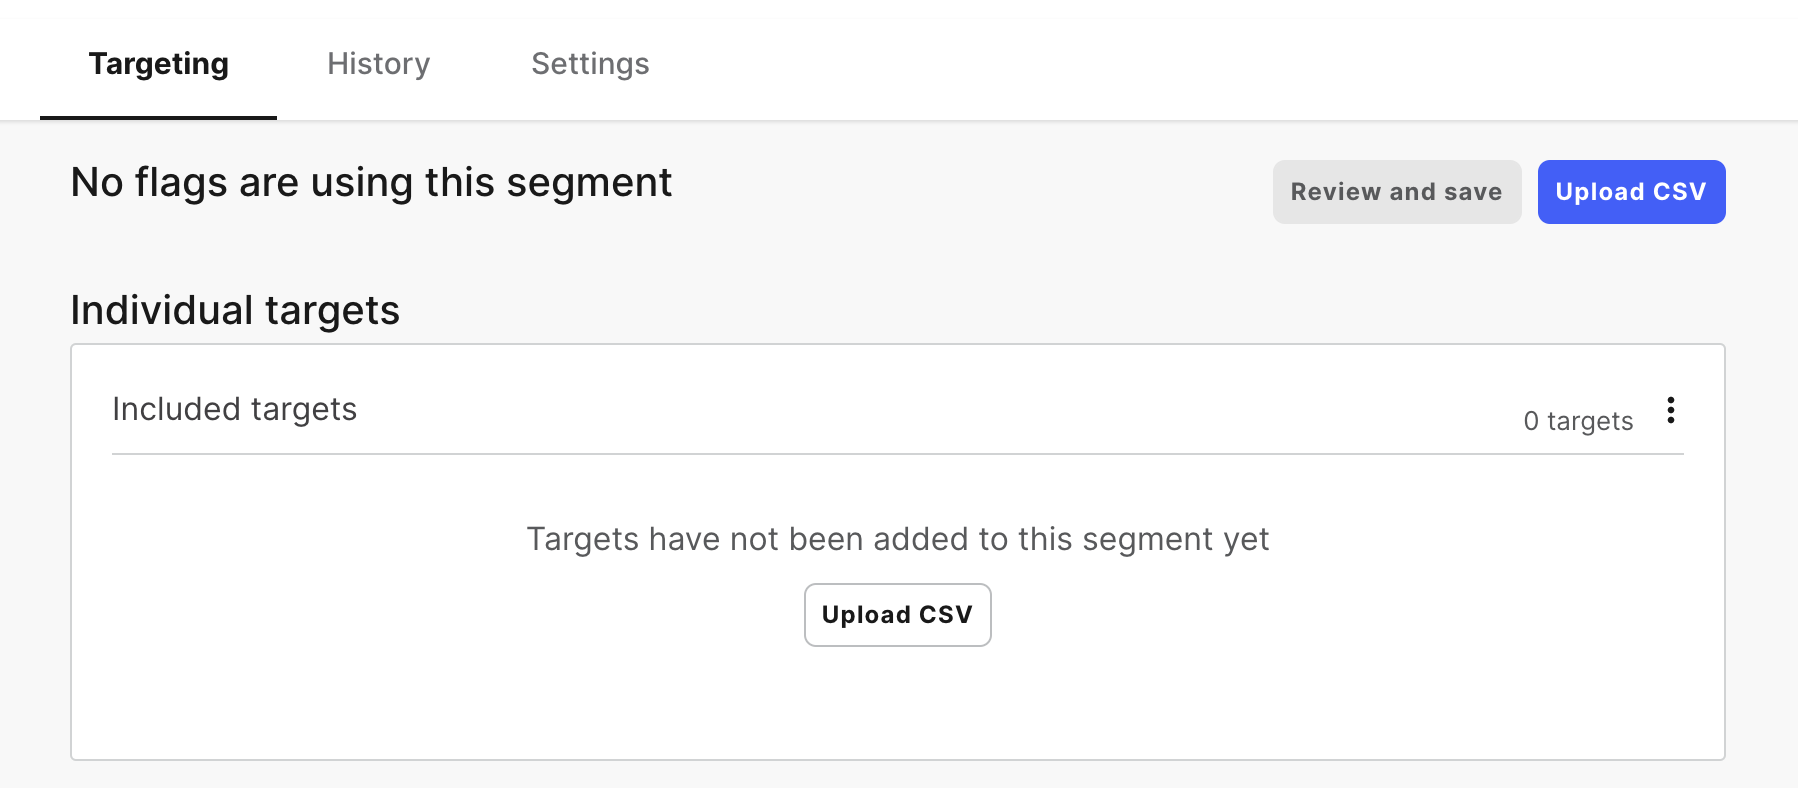 Targeting History Settings
No flags are using this segment
Review and save Upload CSV
Individual targets
Included targets
0 targets
Targets have not been added to this segment yet
Upload CSV